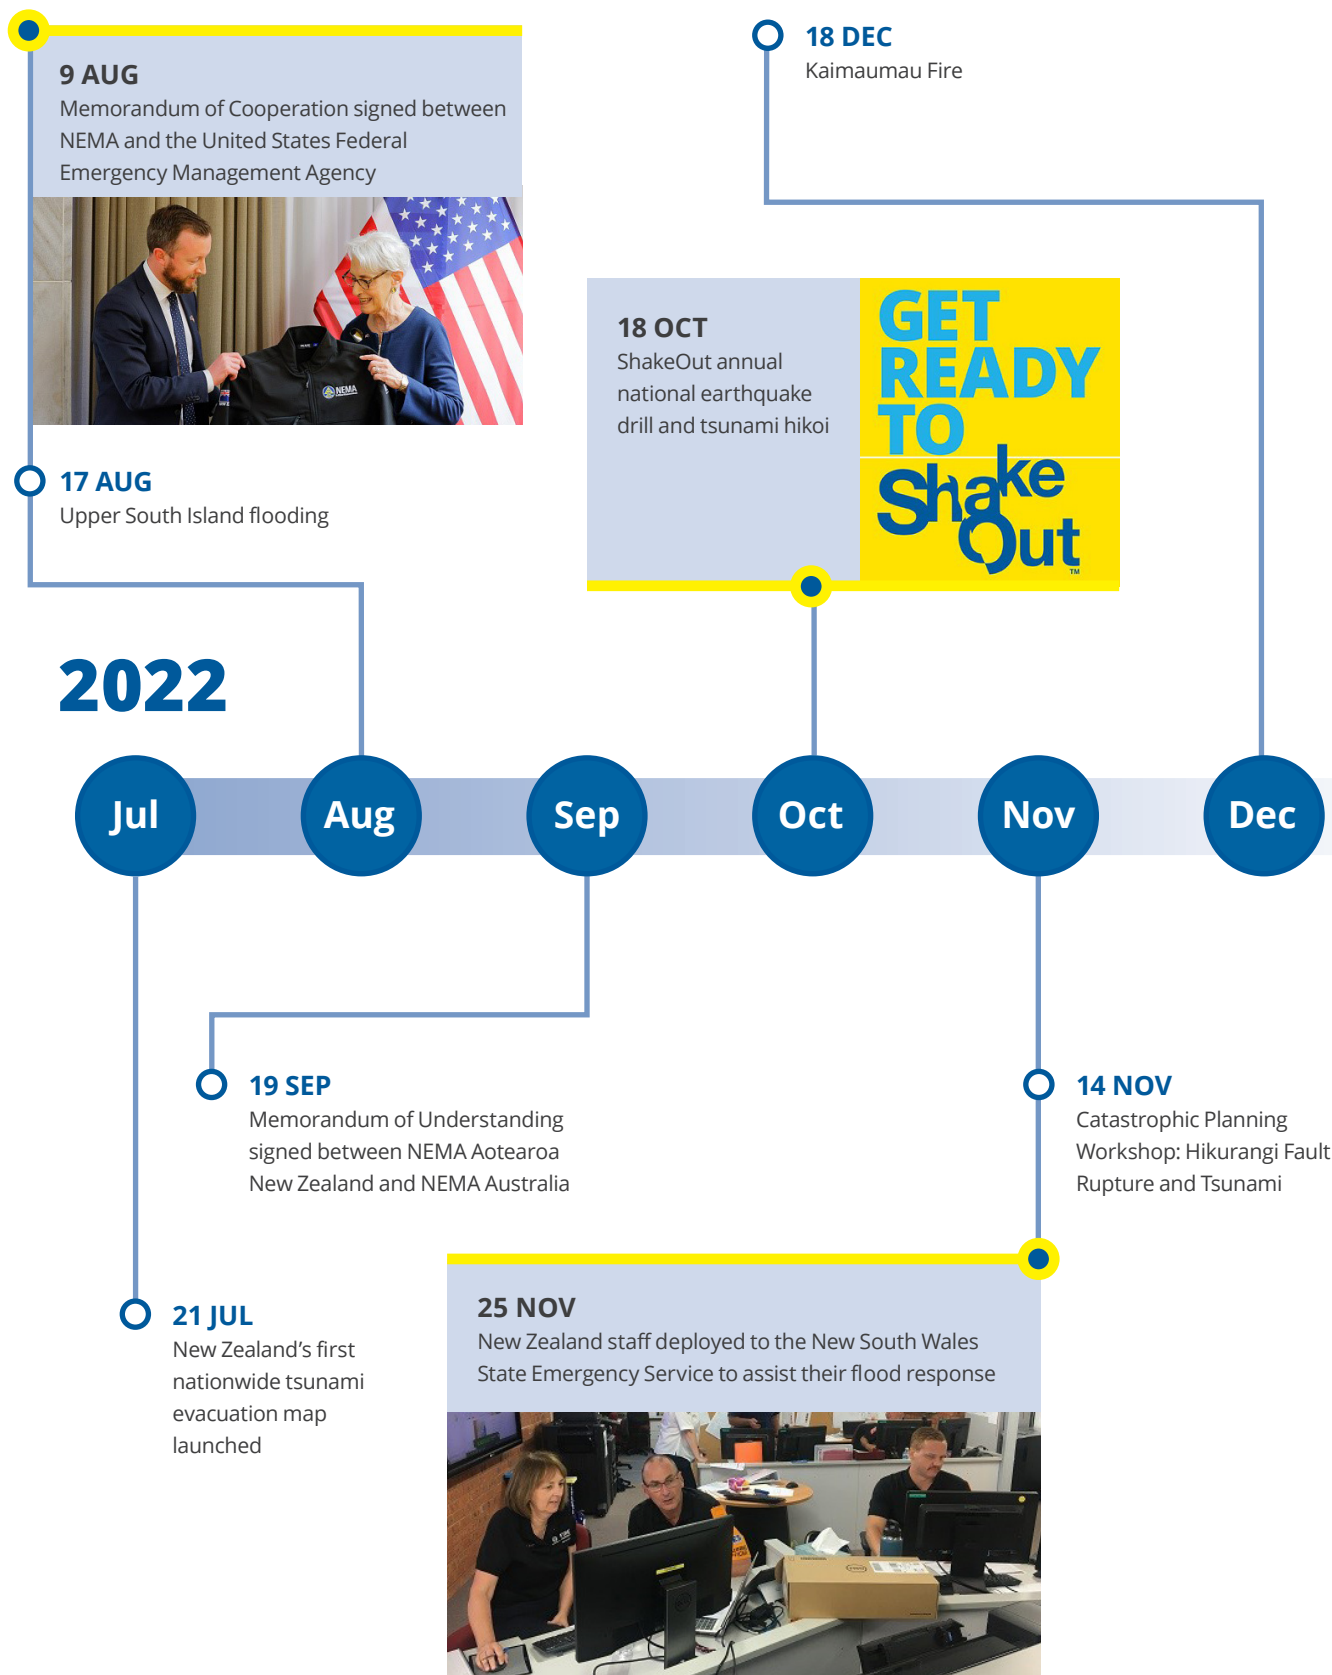 9 AUG
Memorandum of Cooperation signed between
NEMA and the United States Federal
Emergency Management Agency
NEMA
17 AUG
Upper South Island flooding
18 DEC
Kaimaumau Fire
18 OCT
ShakeOut annual
national earthquake
drill and tsunami hikoi
GET
READY
TO
Shake
Out
TM
2022
Jul
Aug
Sep
Oct
Nov
Dec
19 SEP
Memorandum of Understanding
signed between NEMA Aotearoa
New Zealand and NEMA Australia
14 NOV
Catastrophic Planning
Workshop: Hikurangi Fault
Rupture and Tsunami
21 JUL
New Zealand’s first
nationwide tsunami
evacuation map
launched
25 NOV
New Zealand staff deployed to the New South Wales
State Emergency Service to assist their flood response